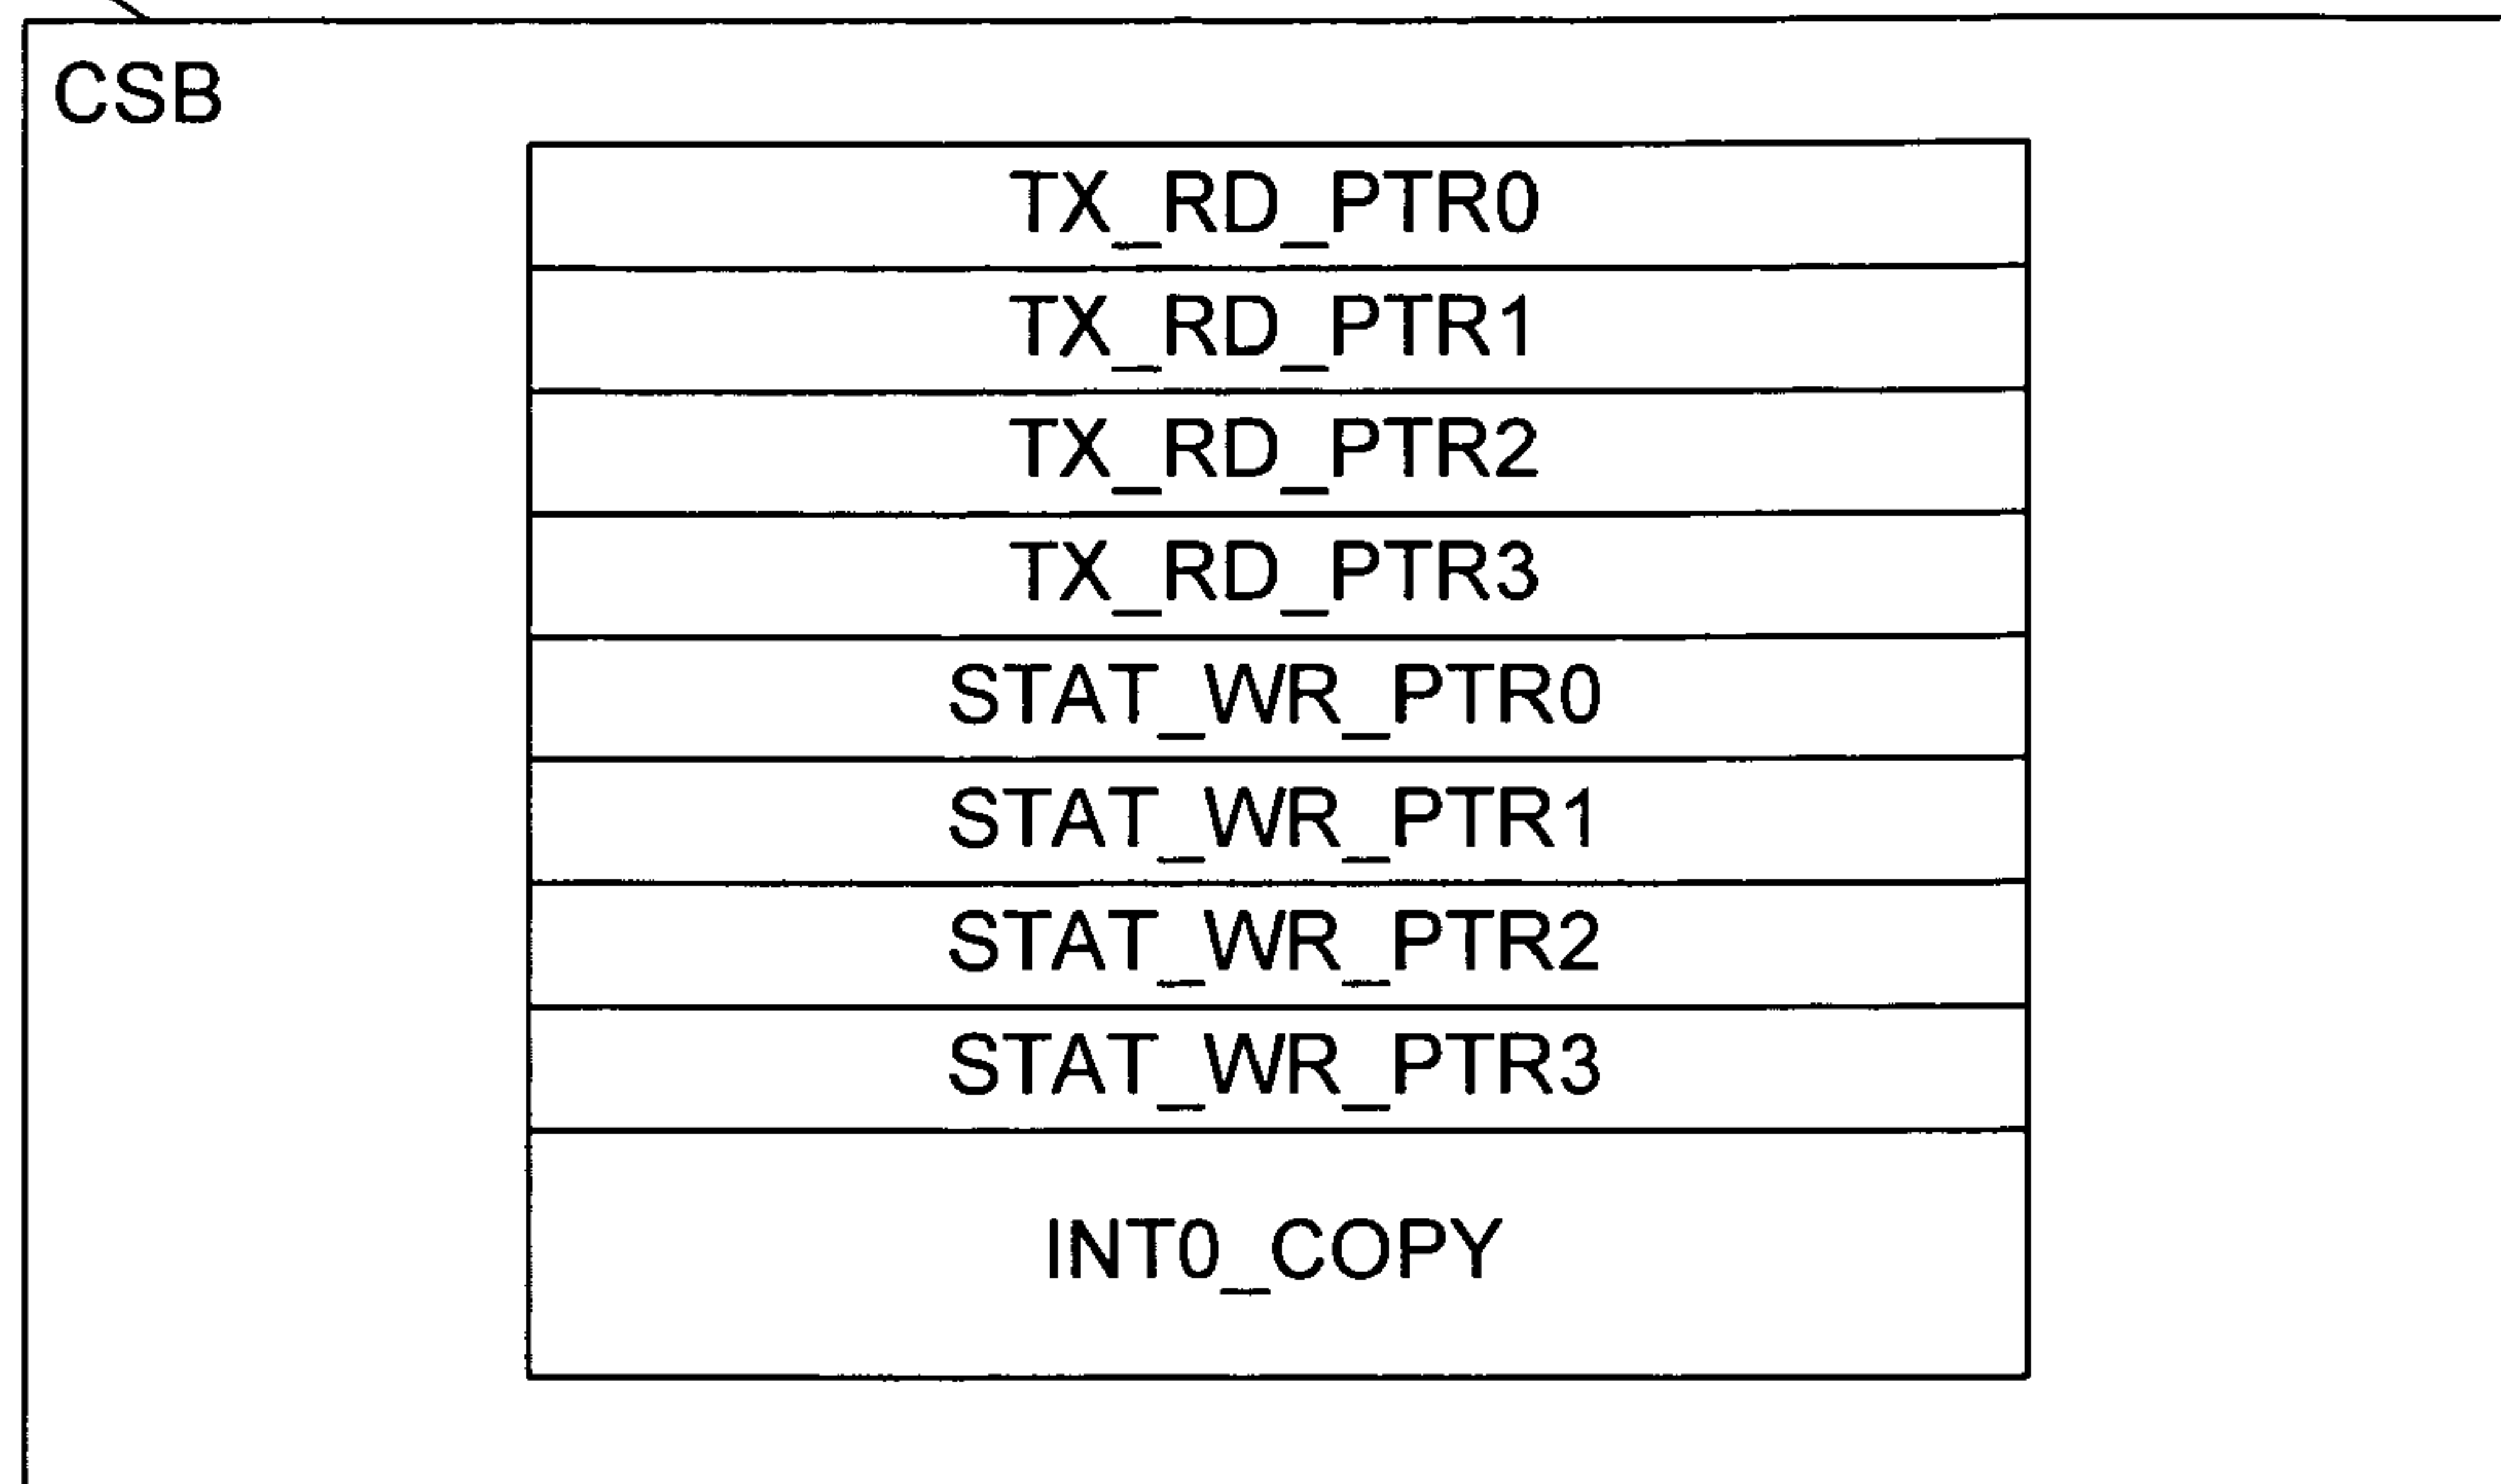 CSB
TX_RD_PTR0
TX_RD_PTR1
TX_RD_PTR2
TX_RD_PTR3
STAT_WR_PTR0
STAT_WR_PTR1
STAT_WR_PTR2
STAT_WR_PTR3
INT0_COPY